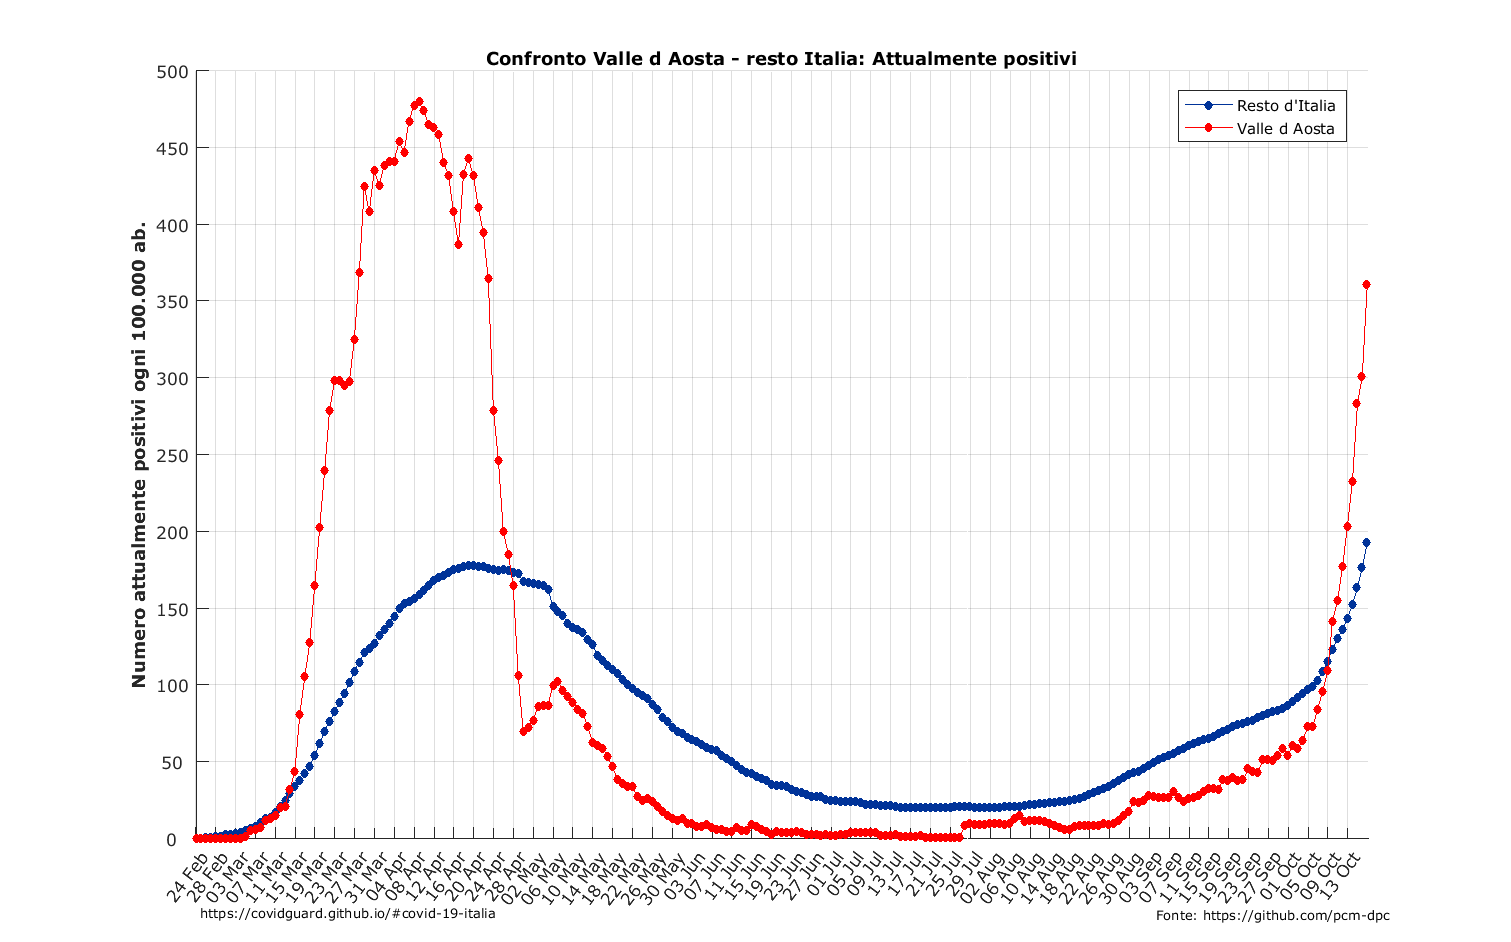 Confronto Valle d Aosta - resto Italia: Attualmente positivi
Resto d'Italia
Valle d Aosta
Numero attualmente positivi ogni 100.000 ab.
500
450
400
350
300
250
200
150
100
50
0
24 Feb
28 Feb
03 Mar
07 Mar
11 Mar
15 Mar
19 Mar
23 Mar
27 Mar
31 Mar
04 Apr
08 Apr
12 Apr
16 Apr
20 Apr
24 Apr
28 Apr
02 May
06 May
10 May
14 May
18 May
22 May
26 May
30 May
03 Jun
07 Jun
11 Jun
15 Jun
19 Jun
23 Jun
27 Jun
01 Jul
05 Jul
09 Jul
13 Jul
17 Jul
21 Jul
25 Jul
29 Jul
02 Aug
06 Aug
10 Aug
14 Aug
18 Aug
22 Aug
26 Aug
30 Aug
03 Sep
07 Sep
11 Sep
15 Sep
19 Sep
23 Sep
27 Sep
01 Oct
05 Oct
09 Oct
13 Oct
https://covidguard.github.io/#covid-19-italia
Fonte: https://github.com/pcm-dpc